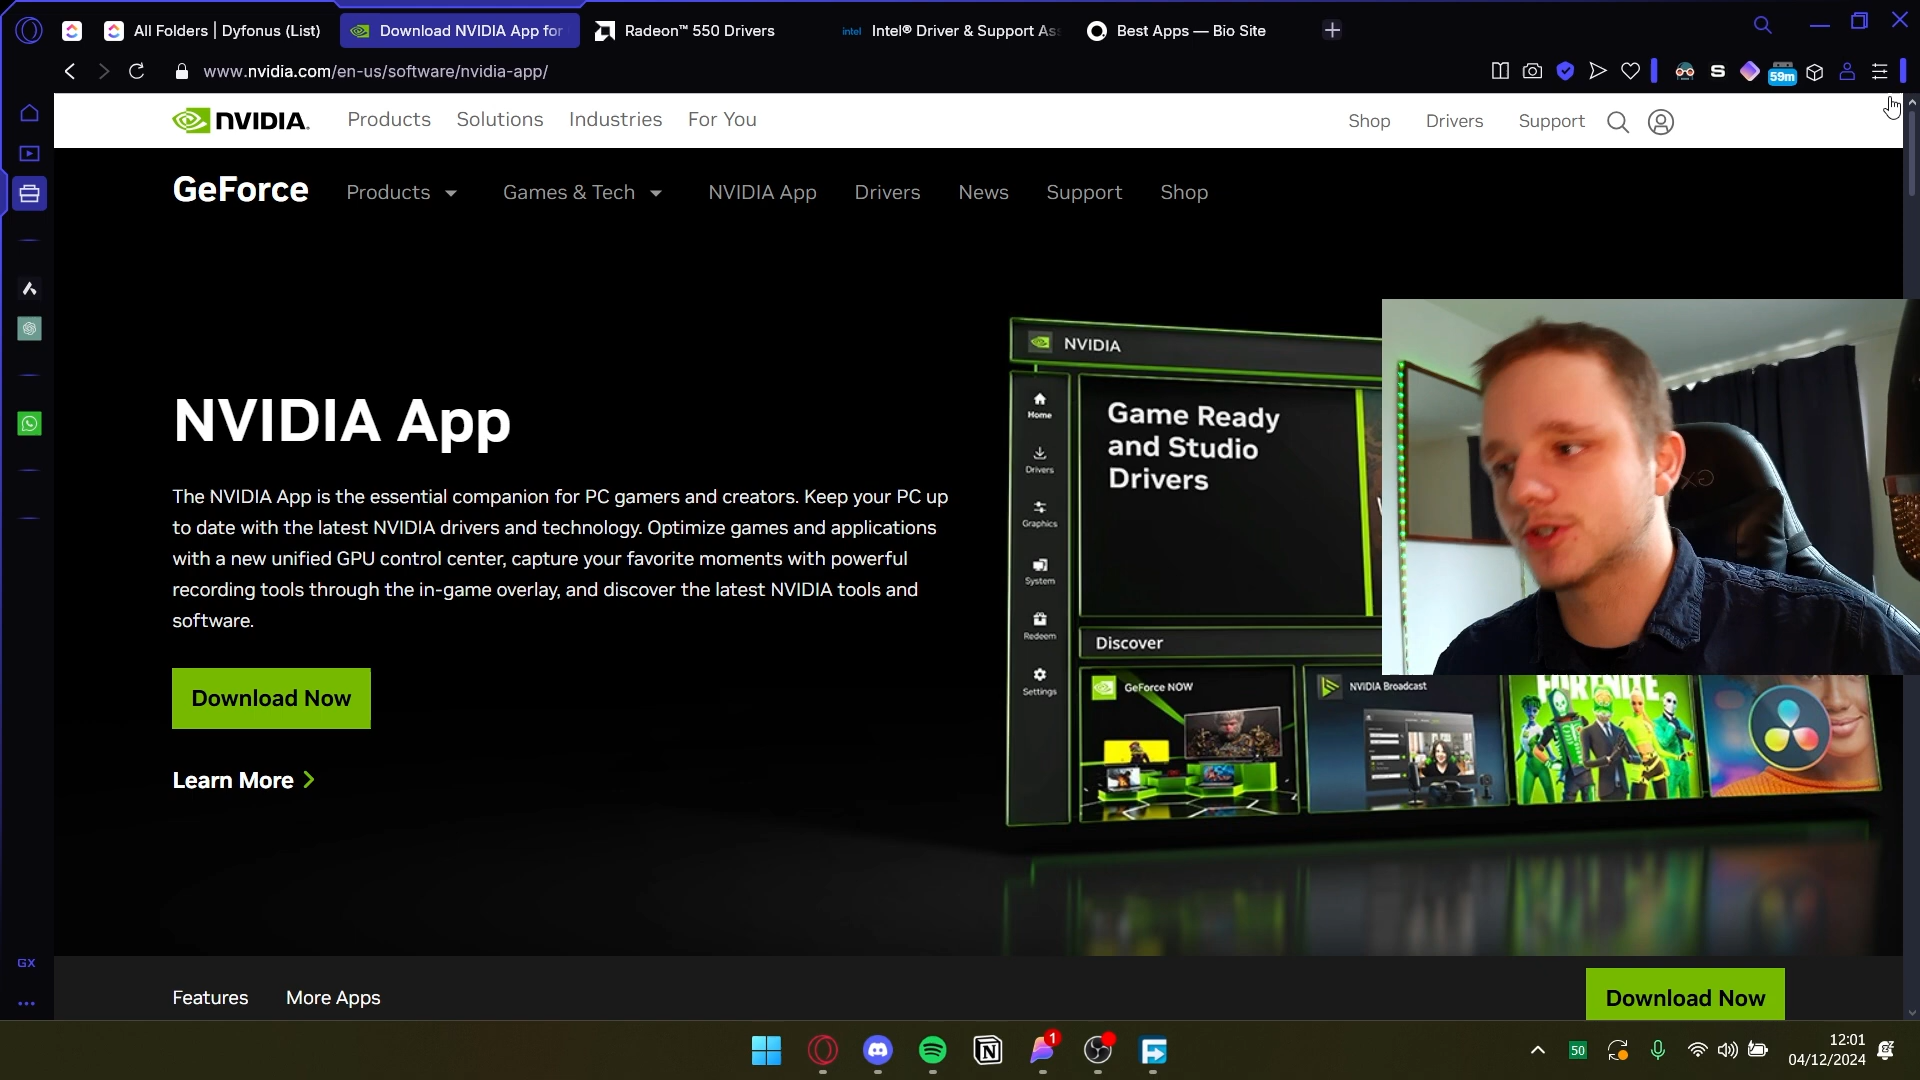 All Folders | Dyfonus (List)
Download NVIDIA App for
Radeon™ 550 Drivers
intel Intel® Driver & Support Ass
Best Apps — Bio Site
www.nvidia.com/en-us/software/nvidia-app/
S
59m
NVIDIA.
Products
Solutions
Industries
For You
Shop
Drivers
Support
GeForce
Products
Games & Tech
NVIDIA App
Drivers
News
Support
Shop
NVIDIA App
The NVIDIA App is the essential companion for PC gamers and creators. Keep your PC up
to date with the latest NVIDIA drivers and technology. Optimize games and applications
with a new unified GPU control center, capture your favorite moments with powerful
recording tools through the in-game overlay, and discover the latest NVIDIA tools and
software.
Download Now
Learn More
NVIDIA
Home
Drivers
Graphics
System
Redeem
Settings
Game Ready
and Studio
Drivers
Discover
GeForce NOW
NVIDIA Broadcast
FORTNITE
GX
Features
More Apps
Download Now
N
1
50
12:01
04/12/2024